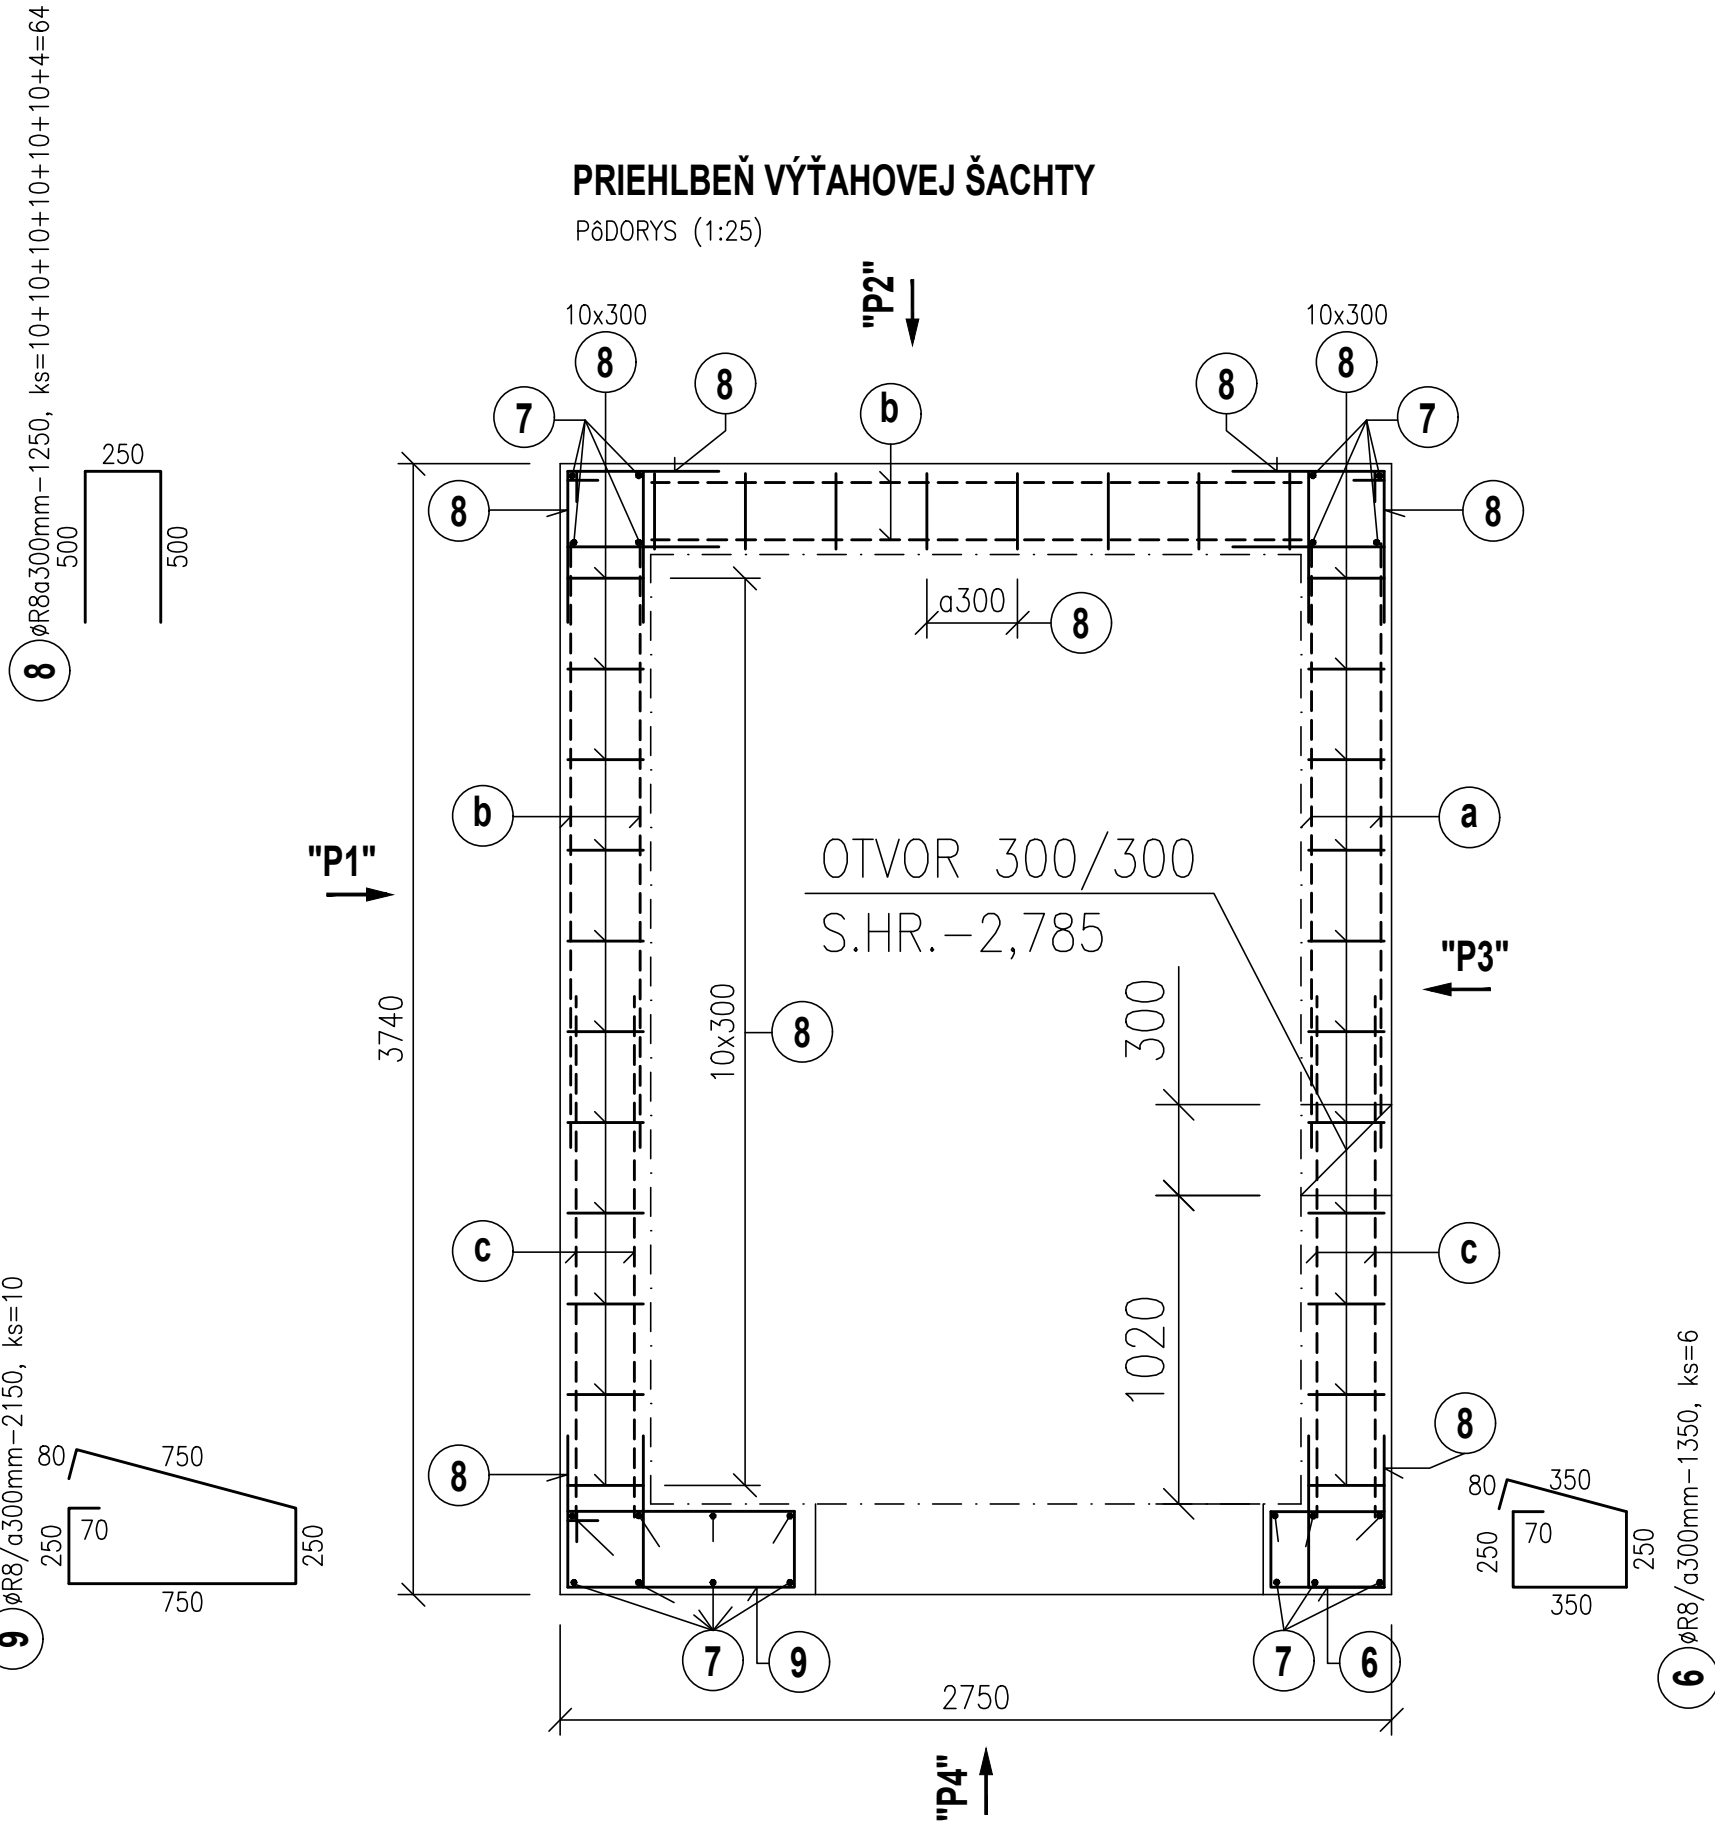 PRIEHLBEŇ VÝŤAHOVEJ ŠACHTY
PôDORYS (1:25)
"P2"
10x300
10x300
8
8
8
8
b
7
7
8
8
a300
8
8 øR8a300mm-1250, ks=10+10+10+10+10+10+4=64
250
500
500
b
a
"P1"
OTVOR 300/300
S.HR.-2,785
"P3"
3740
10x300
8
300
c
c
1020
8
8
9 øR8/a300mm-2150, ks=10
80
750
250
70
250
750
6 øR8/a300mm-1350, ks=6
80
350
250
70
250
350
7
9
7
6
2750
"P4"